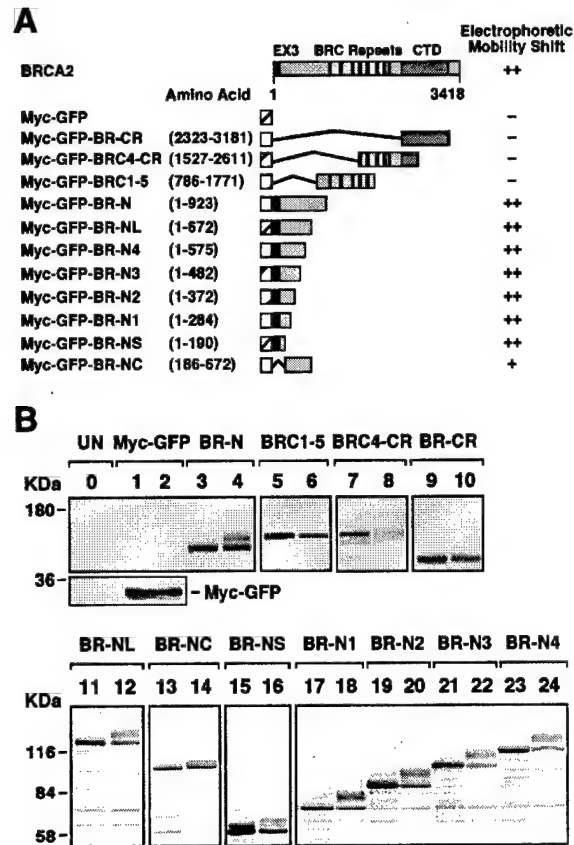 A
Electrophoretic
Mobility Shift
EX3 BRC Repeats CTD
BRCA2 ++
Amino Acid 1 3418
Myc-GFP –
Myc-GFP-BR-CR (2323-3181) –
Myc-GFP-BRC4-CR (1527-2611) –
Myc-GFP-BRC1-5 (786-1771) –
Myc-GFP-BR-N (1-923) ++
Myc-GFP-BR-NL (1-672) ++
Myc-GFP-BR-N4 (1-575) ++
Myc-GFP-BR-N3 (1-482) ++
Myc-GFP-BR-N2 (1-372) ++
Myc-GFP-BR-N1 (1-284) ++
Myc-GFP-BR-NS (1-190) ++
Myc-GFP-BR-NC (186-672) +
B
UN Myc-GFP BR-N BRC1-5 BRC4-CR BR-CR
KDa 0 1 2 3 4 5 6 7 8 9 10
180–
36–
– Myc-GFP
BR-NL BR-NC BR-NS BR-N1 BR-N2 BR-N3 BR-N4
KDa 11 12 13 14 15 16 17 18 19 20 21 22 23 24
116–
84–
58–